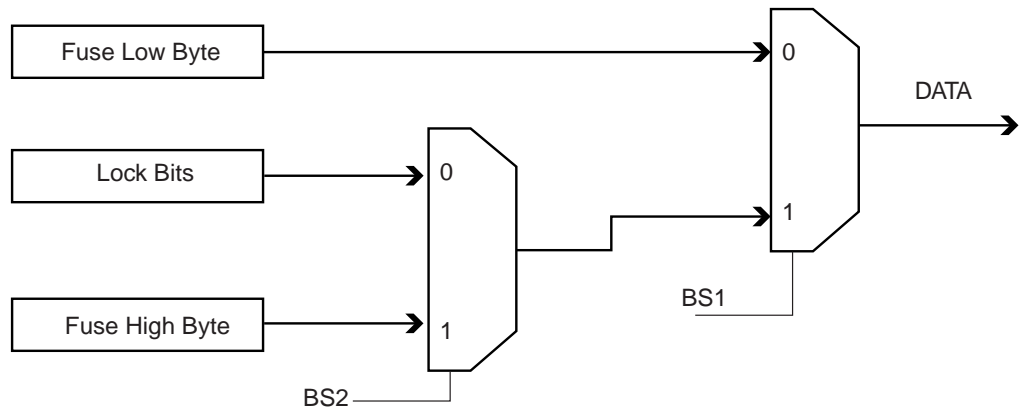 Fuse Low Byte
0
DATA
Lock Bits
0
1
BS1
Fuse High Byte
1
BS2